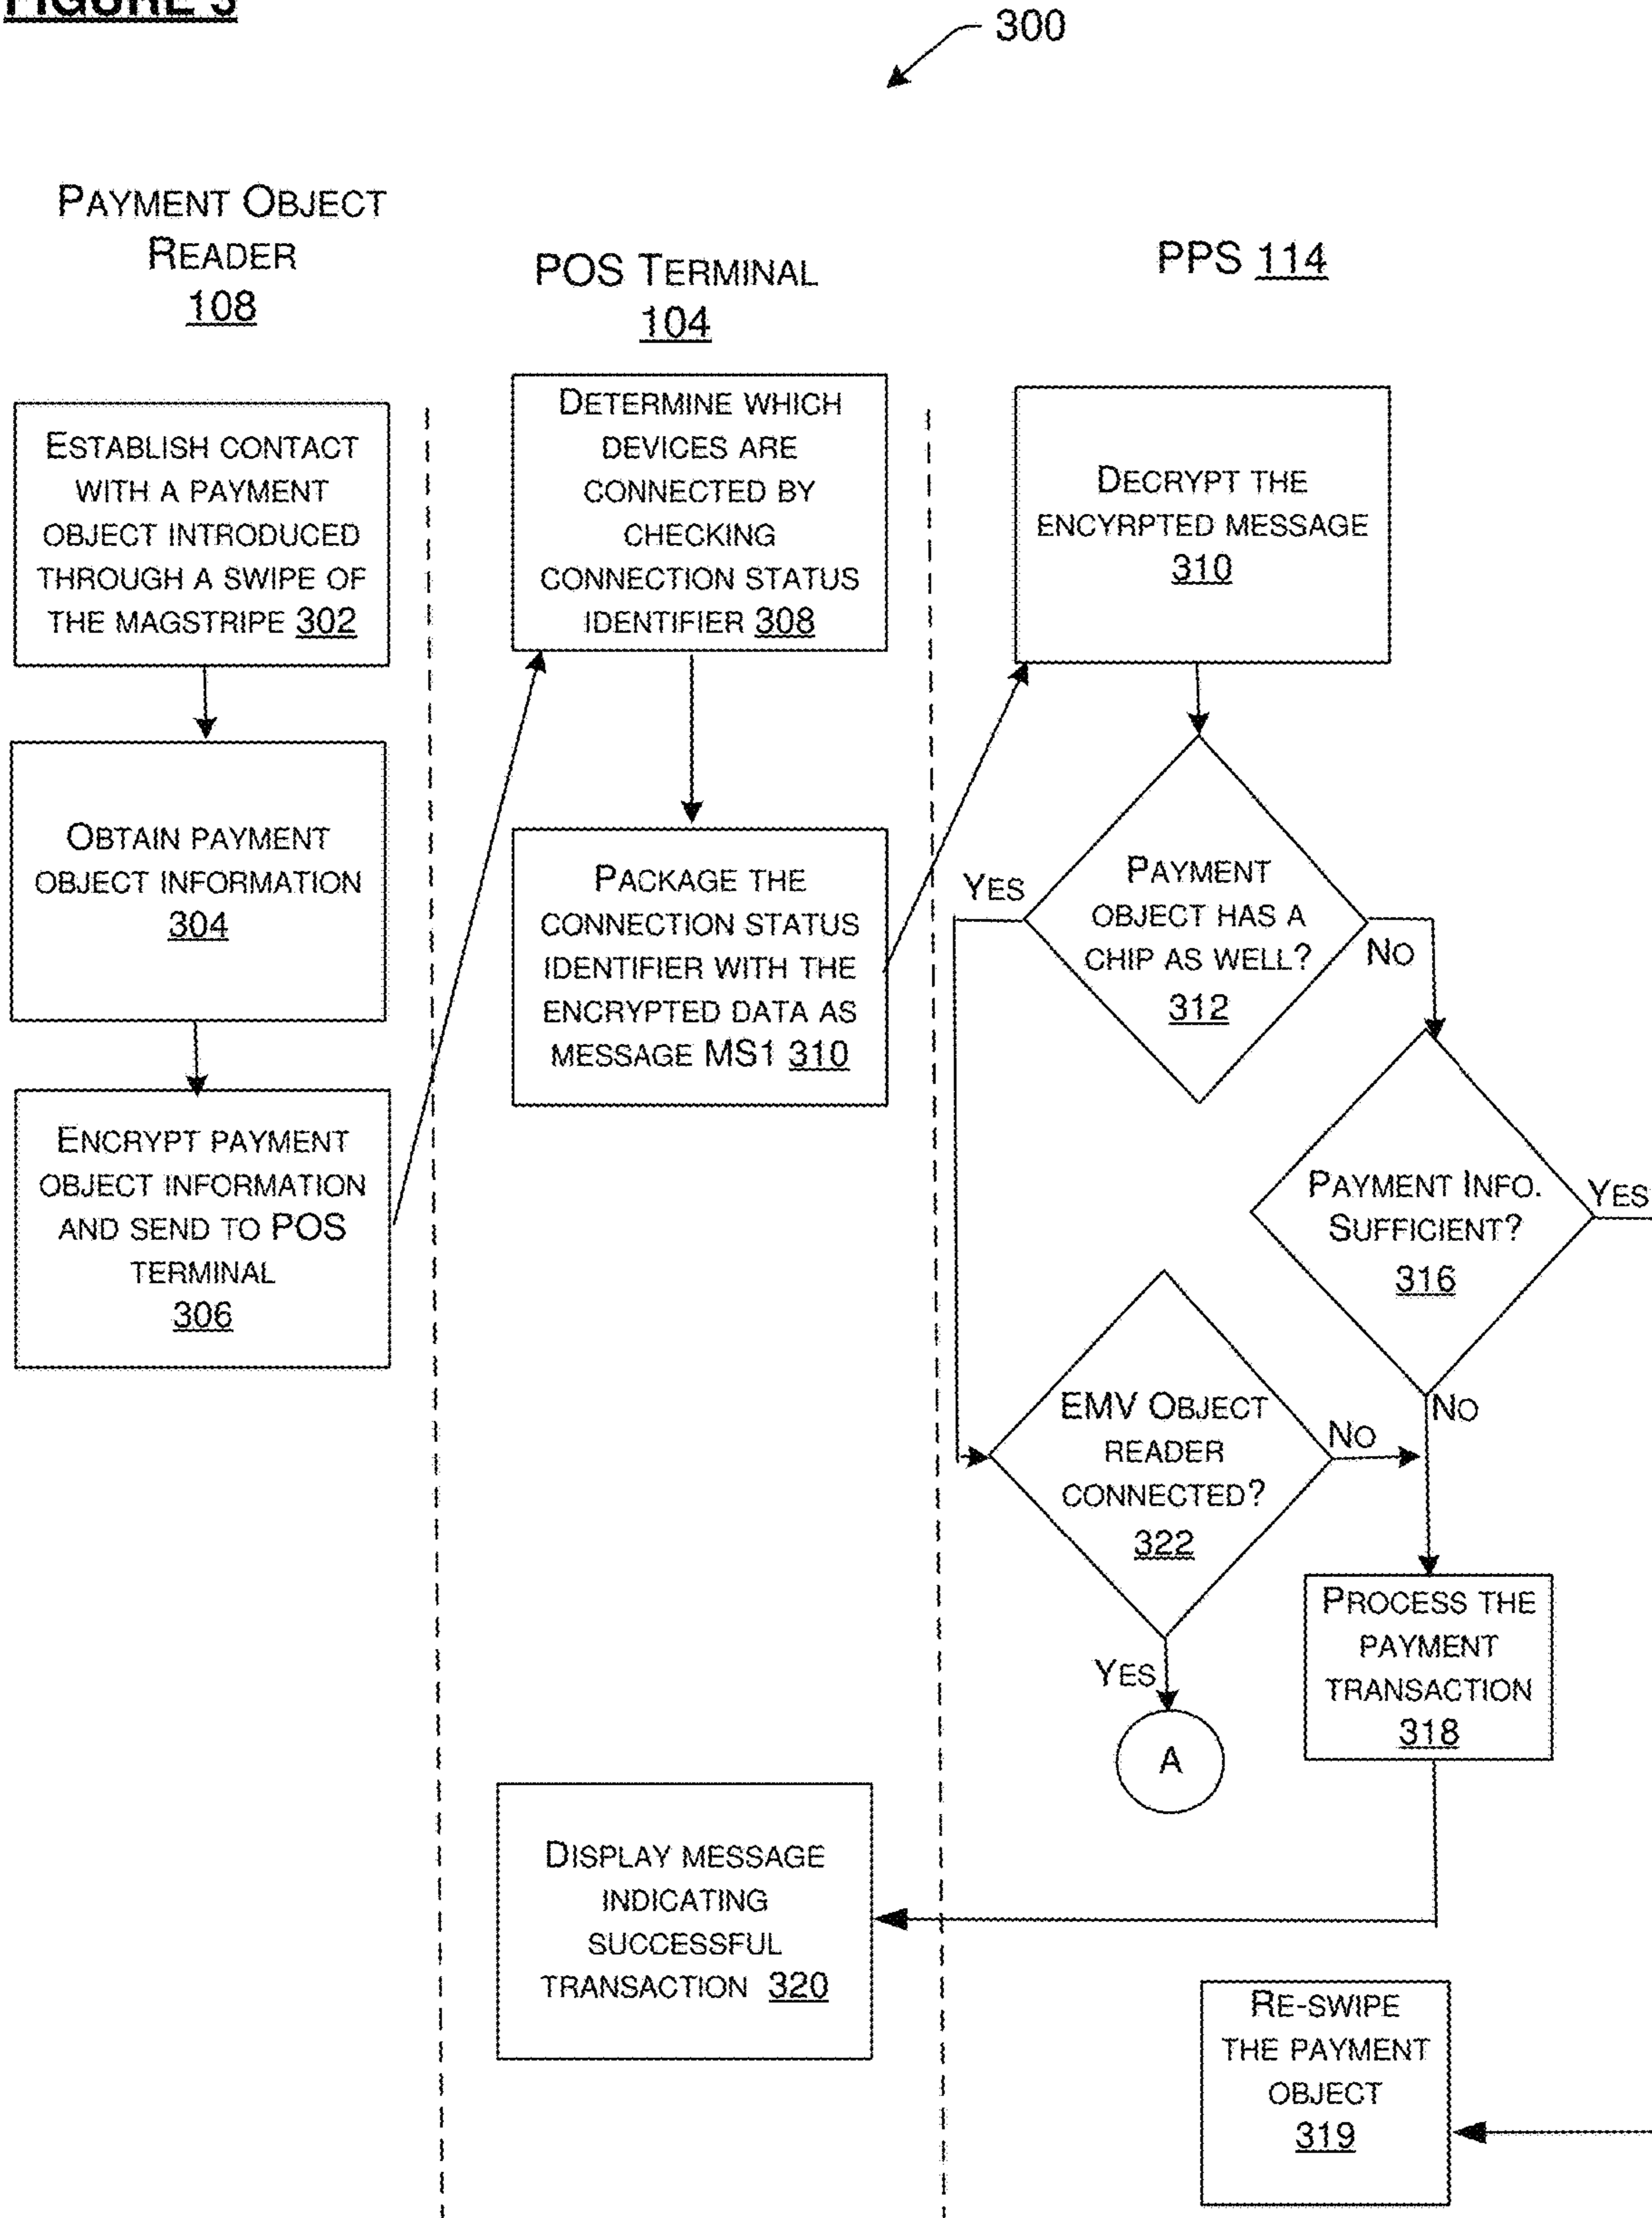 FIGURE 3
300
PAYMENT OBJECT
READER
108
POS TERMINAL
104
PPS 114
ESTABLISH CONTACT
WITH A PAYMENT
OBJECT INTRODUCED
THROUGH A SWIPE OF
THE MAGSTRIPE 302
OBTAIN PAYMENT
OBJECT INFORMATION
304
ENCRYPT PAYMENT
OBJECT INFORMATION
AND SEND TO POS
TERMINAL
306
DETERMINE WHICH
DEVICES ARE
CONNECTED BY
CHECKING
CONNECTION STATUS
IDENTIFIER 308
PACKAGE THE
CONNECTION STATUS
IDENTIFIER WITH THE
ENCRYPTED DATA AS
MESSAGE MS1 310
DISPLAY MESSAGE
INDICATING
SUCCESSFUL
TRANSACTION 320
DECRYPT THE
ENCYRPTED MESSAGE
310
PAYMENT
OBJECT HAS A
CHIP AS WELL?
312
YES
NO
PAYMENT INFO.
SUFFICIENT?
316
YES
NO
EMV OBJECT
READER
CONNECTED?
322
NO
YES
A
PROCESS THE
PAYMENT
TRANSACTION
318
RE-SWIPE
THE PAYMENT
OBJECT
319